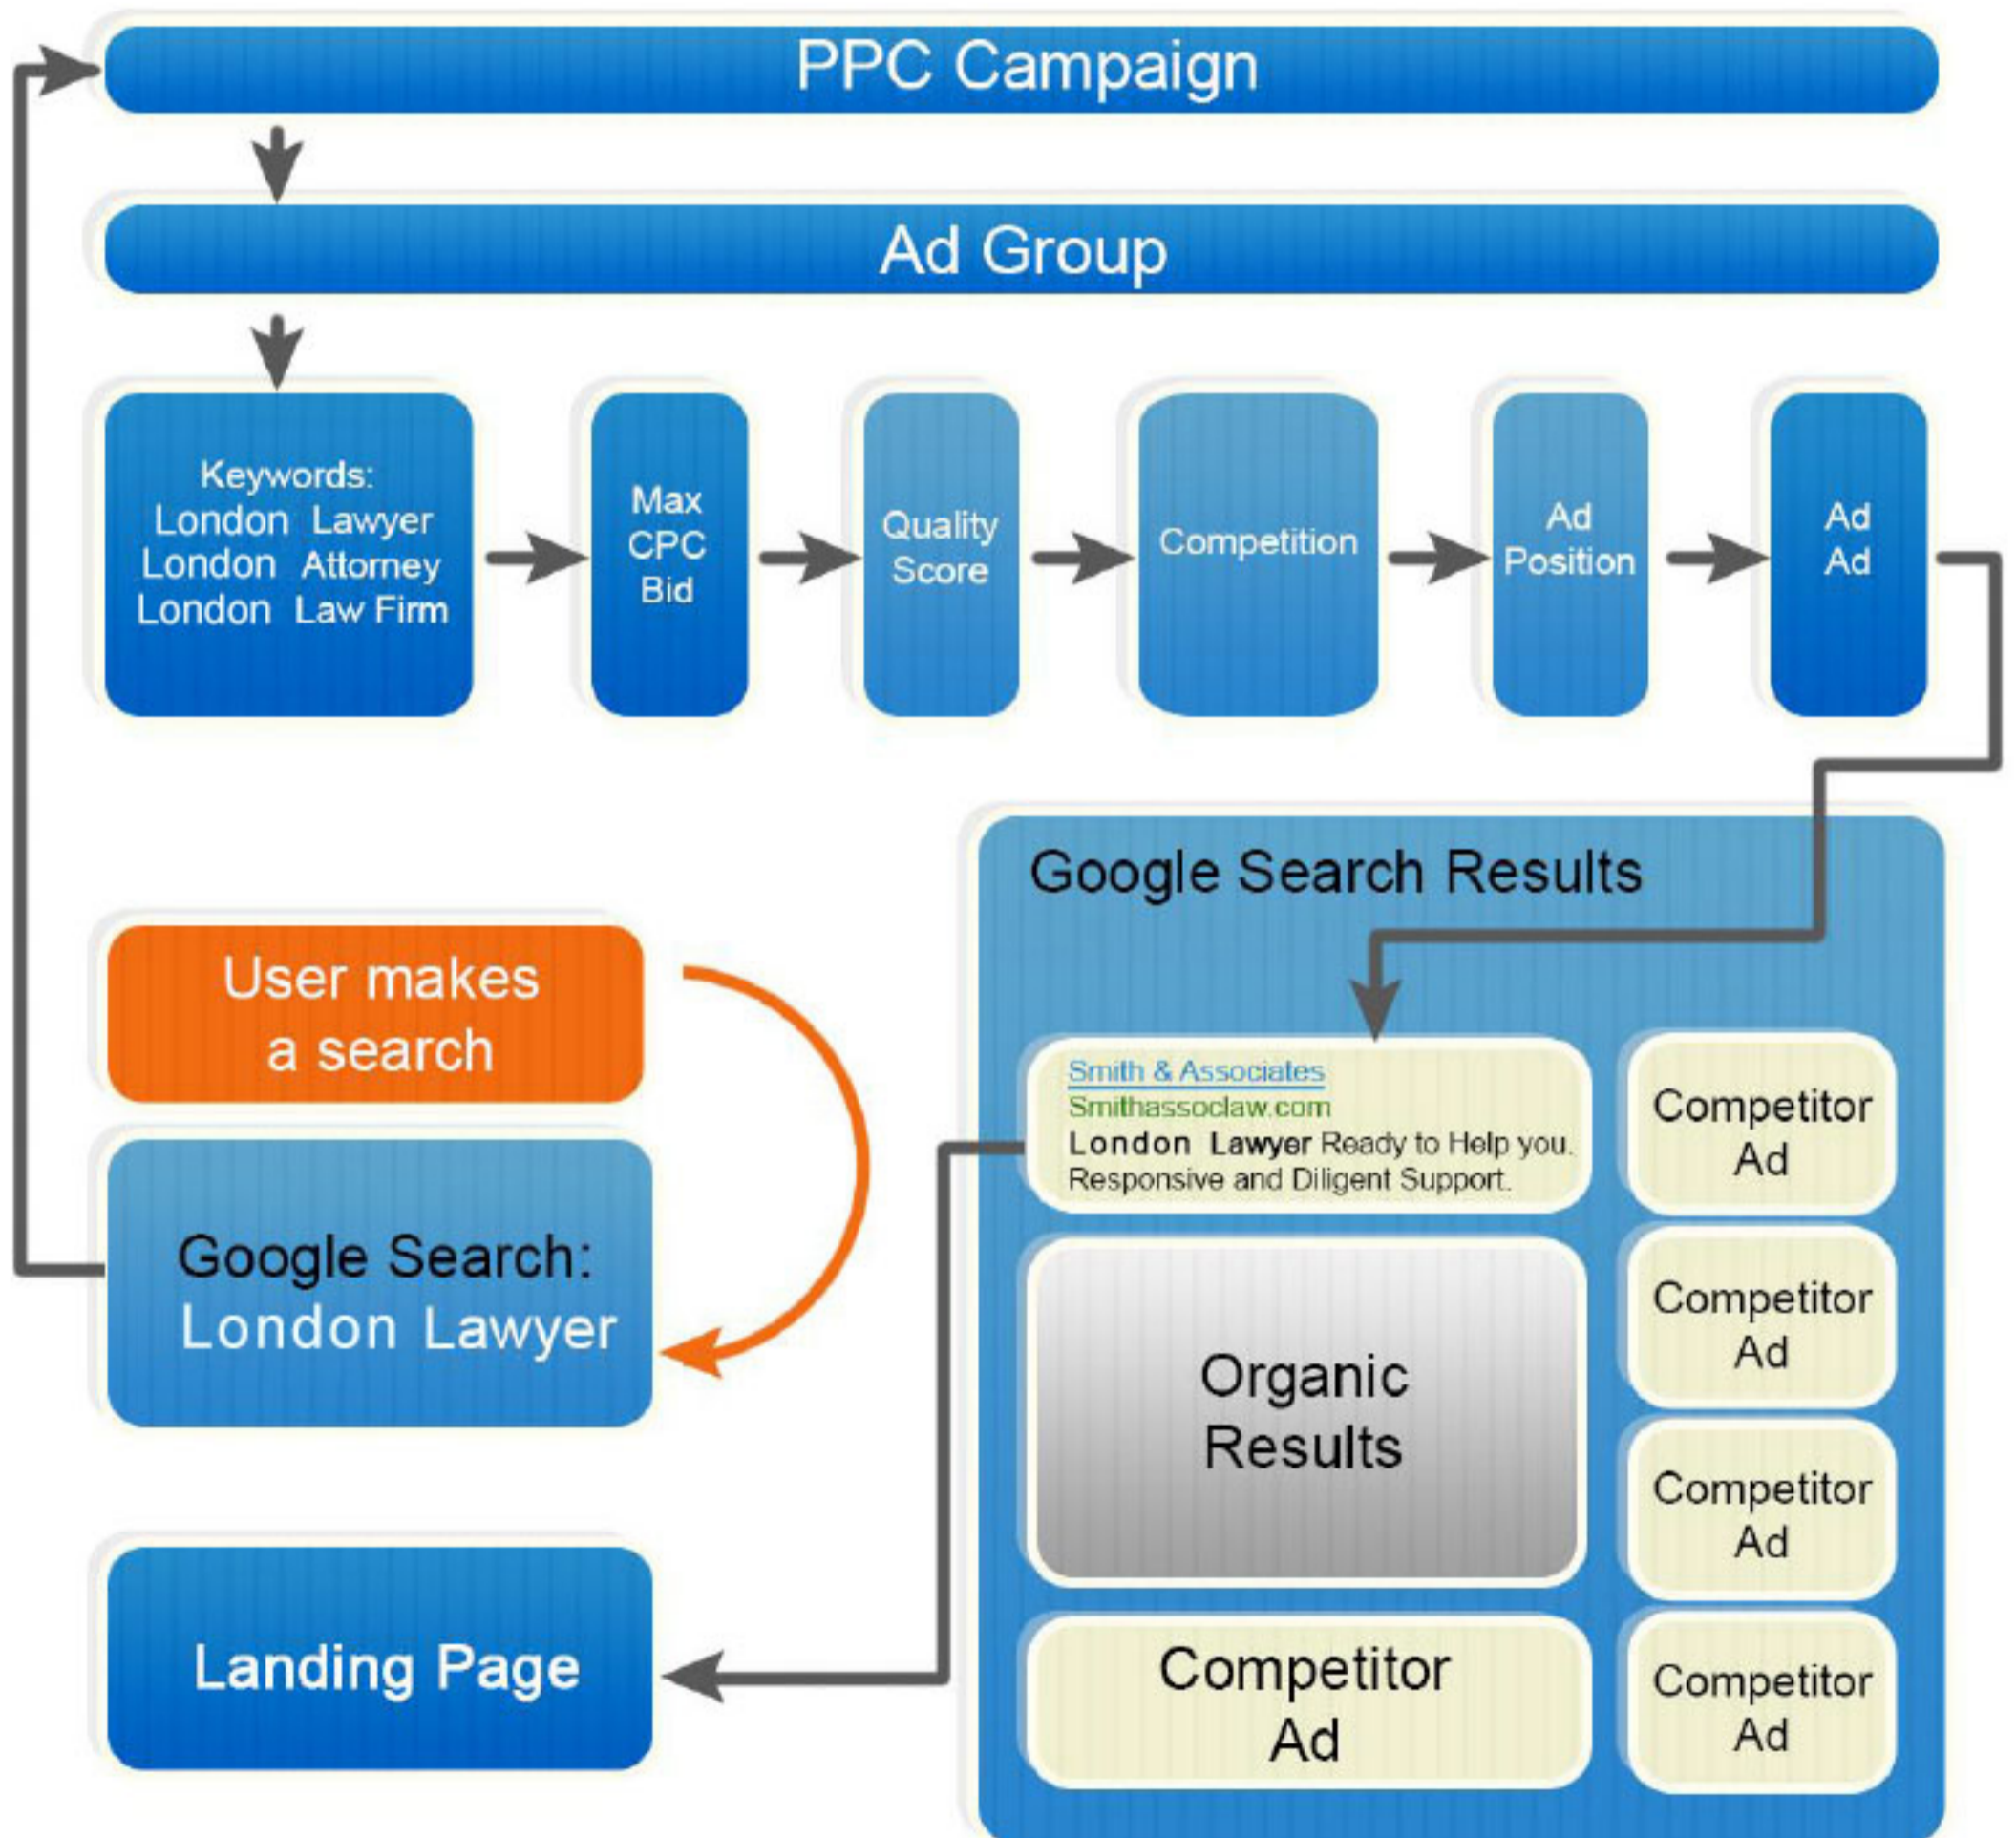 PPC Campaign
Ad Group
Keywords:
London Lawyer
London Attorney
London Law Firm
Max
CPC
Bid
Quality
Score
Competition
Ad
Position
Ad
Ad
User makes
a search
Google Search:
London Lawyer
Landing Page
Google Search Results
Smith & Associates
Smithassoclaw.com
London Lawyer Ready to Help you.
Responsive and Diligent Support.
Organic
Results
Competitor
Ad
Competitor
Ad
Competitor
Ad
Competitor
Ad
Competitor
Ad